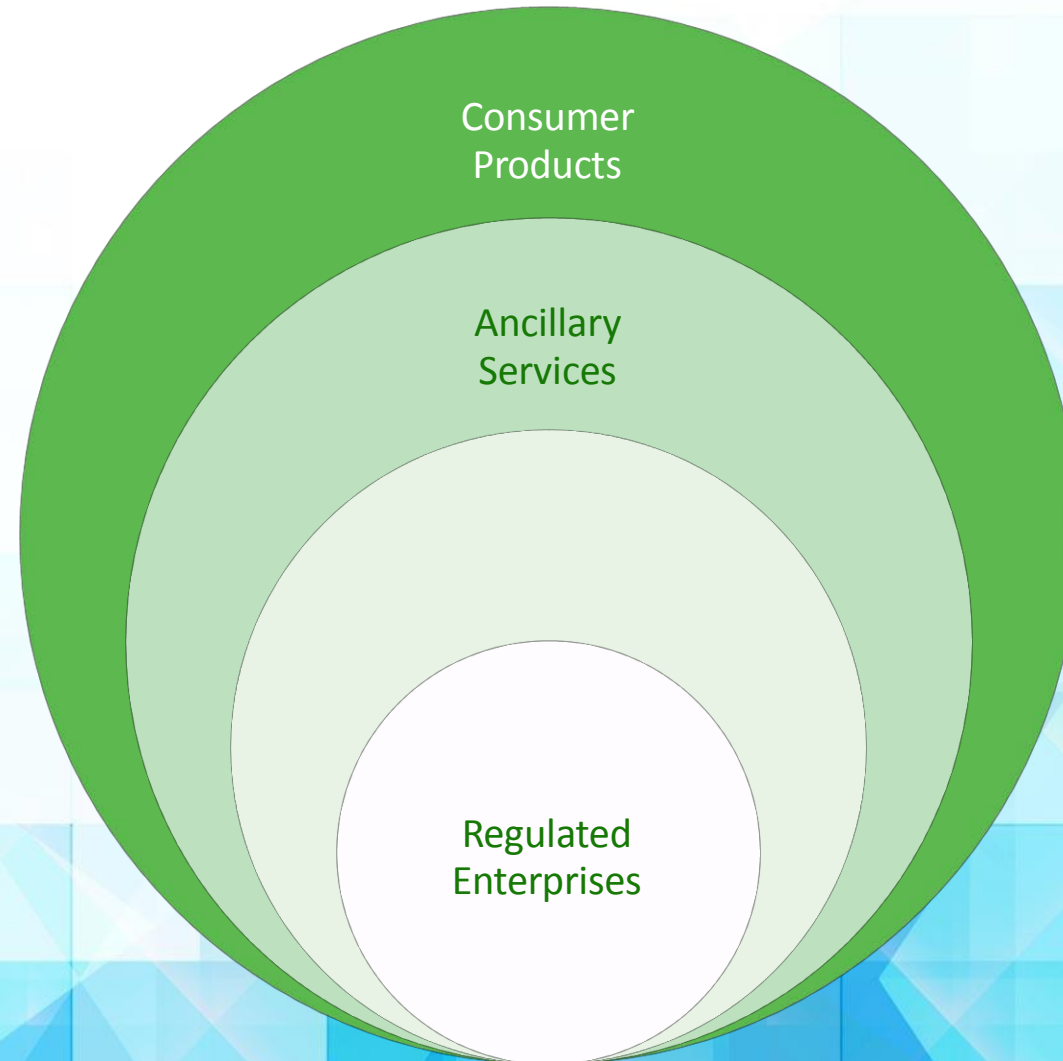 Consumer
Products
Ancillary
Services
Regulated
Enterprises